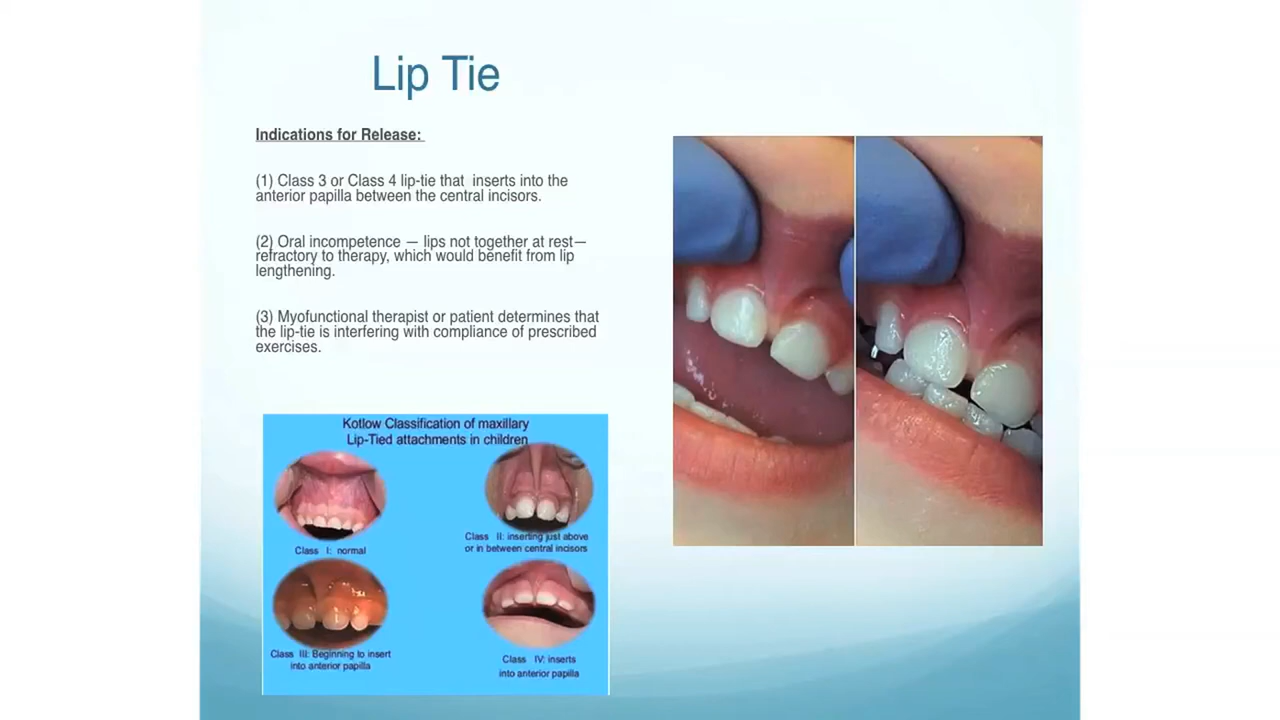 Lip Tie
Indications for Release:
(1) Class 3 or Class 4 lip-tie that inserts into the
anterior papilla between the central incisors.
(2) Oral incompetence — lips not together at rest—
refractory to therapy, which would benefit from lip
lengthening.
(3) Myofunctional therapist or patient determines that
the lip-tie is interfering with compliance of prescribed
exercises.
Kotlow Classification of maxillary
Lip-Tied attachments in children
Class I: normal
Class II: inserting just above
or in between central incisors
Class III: Beginning to insert
into anterior papilla
Class IV: inserts
into anterior papilla